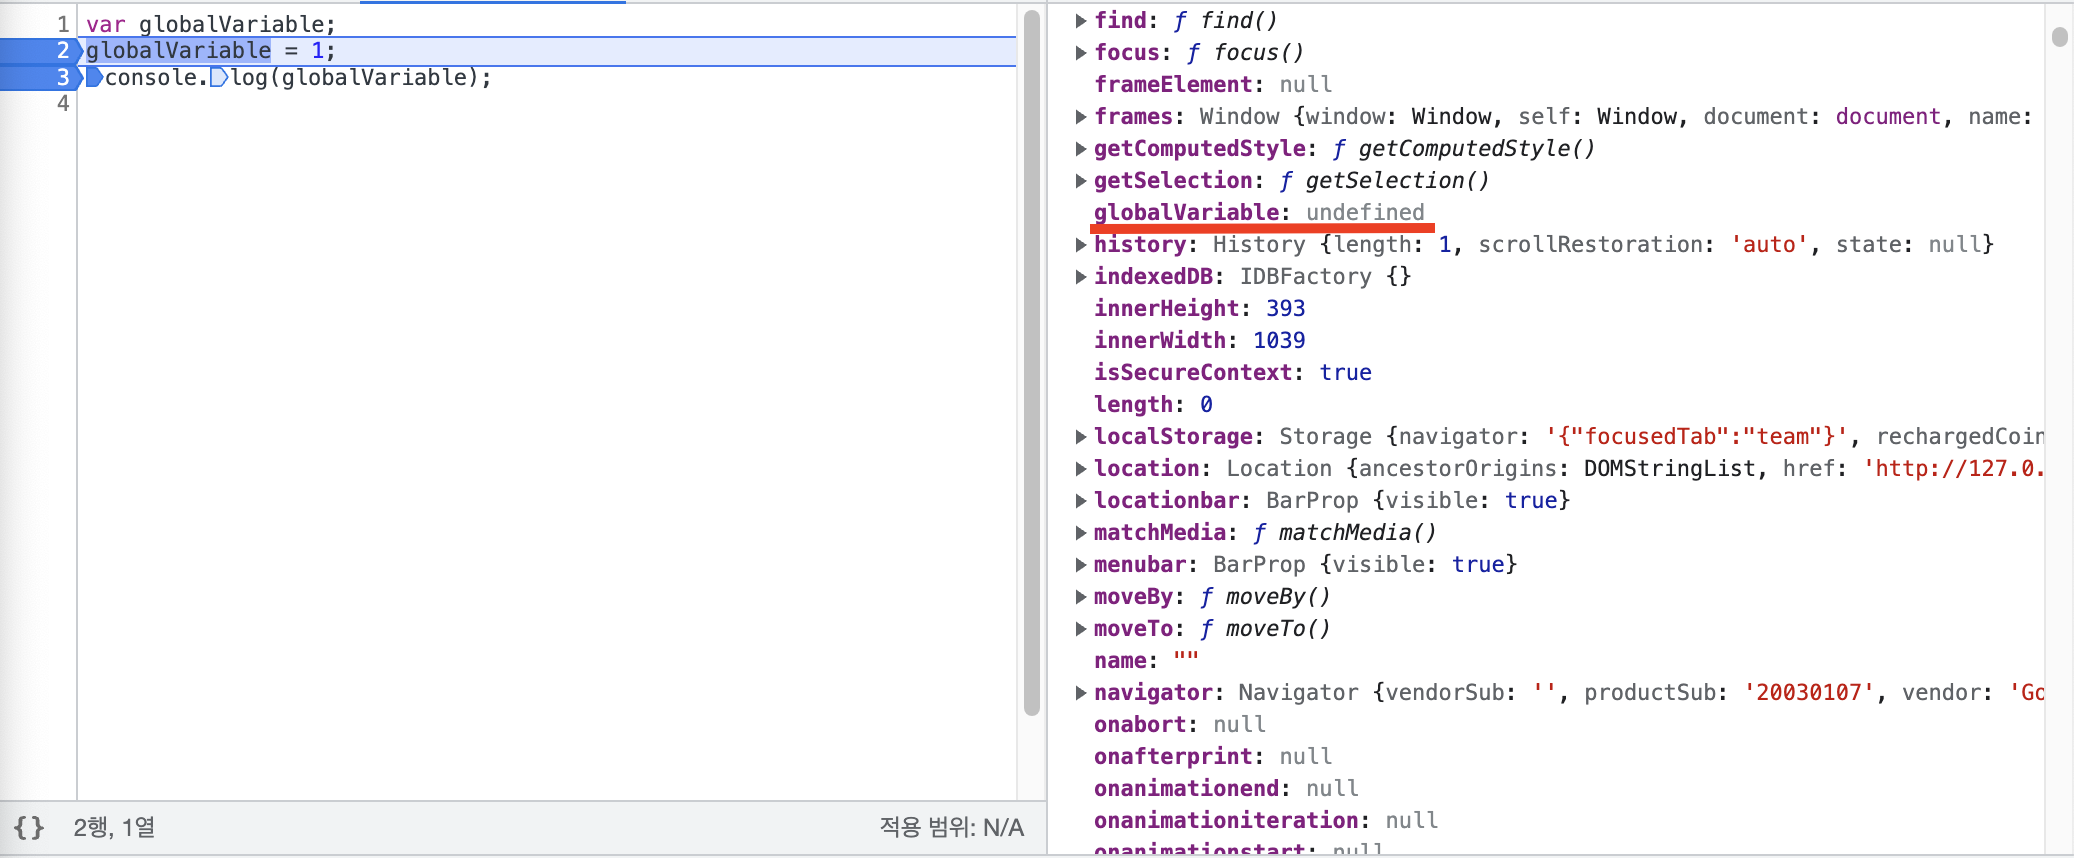 1 var globalVariable;
2 globalVariable = 1;
3 console.log(globalVariable);
4
{} 2행, 1열 적용 범위: N/A
find: ƒ find()
focus: ƒ focus()
frameElement: null
frames: Window {window: Window, self: Window, document: document, name:
getComputedStyle: ƒ getComputedStyle()
getSelection: ƒ getSelection()
globalVariable: undefined
history: History {length: 1, scrollRestoration: 'auto', state: null}
indexedDB: IDBFactory {}
innerHeight: 393
innerWidth: 1039
isSecureContext: true
length: 0
localStorage: Storage {navigator: '{"focusedTab":"team"}', rechargedCoin
location: Location {ancestorOrigins: DOMStringList, href: 'http://127.0.
locationbar: BarProp {visible: true}
matchMedia: ƒ matchMedia()
menubar: BarProp {visible: true}
moveBy: ƒ moveBy()
moveTo: ƒ moveTo()
name: ""
navigator: Navigator {vendorSub: '', productSub: '20030107', vendor: 'Go
onabort: null
onafterprint: null
onanimationend: null
onanimationiteration: null
onanimationstart: null